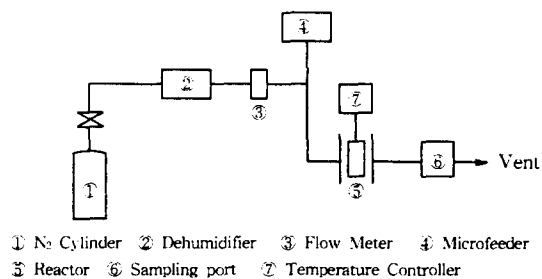 ④
②
③
⑦
①
⑤
⑥
Vent
① N₂ Cylinder ② Dehumidifier ③ Flow Meter ④ Microfeeder
⑤ Reactor ⑥ Sampling port ⑦ Temperature Controller